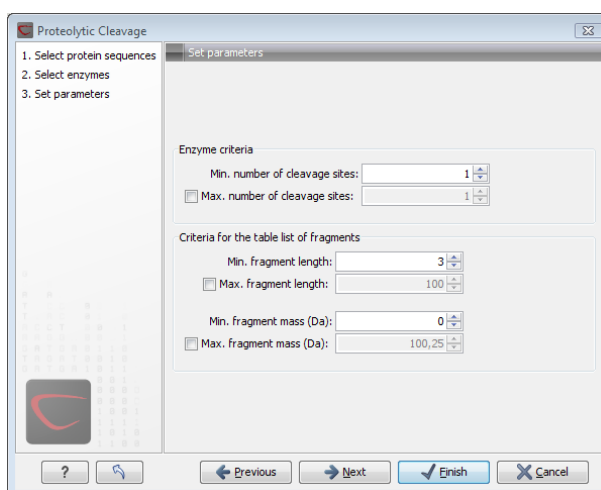 Proteolytic Cleavage
1. Select protein sequences
2. Select enzymes
3. Set parameters
Set parameters
Enzyme criteria
Min. number of cleavage sites: 1
Max. number of cleavage sites: 1
Criteria for the table list of fragments
Min. fragment length: 3
Max. fragment length: 100
Min. fragment mass (Da): 0
Max. fragment mass (Da): 100,25
? Previous Next Finish Cancel